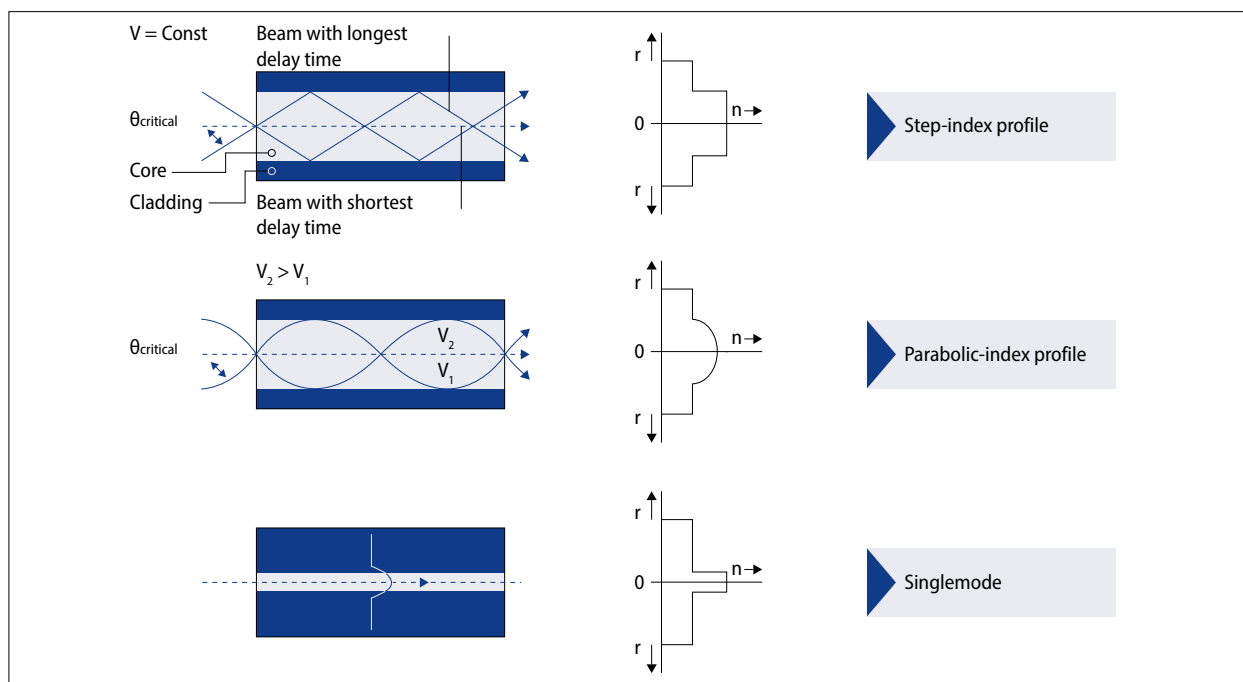 V = Const
Beam with longest
delay time
θcritical
Core
Cladding
Beam with shortest
delay time
r
0
n
r
Step-index profile
V₂ > V₁
θcritical
V₂
V₁
r
0
n
r
Parabolic-index profile
r
0
n
r
Singlemode